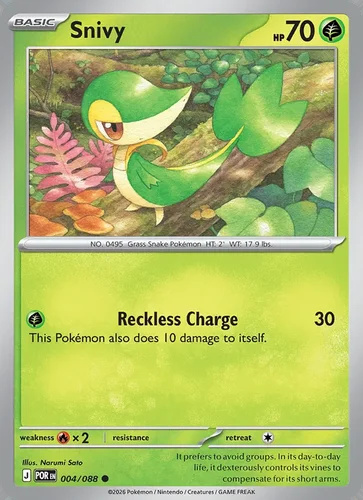 BASIC Snivy HP 70
NO. 0495 Grass Snake Pokémon HT: 2' WT: 17.9 lbs.
Reckless Charge 30
This Pokémon also does 10 damage to itself.
weakness ×2 resistance retreat
Illus. Narumi Sato
J POR EN 004/088
It prefers to avoid grudges. In its day-to-day
life, it dexterously controls its vines to
compensate for its short arms.
©2026 Pokémon / Nintendo / Creatures / GAME FREAK